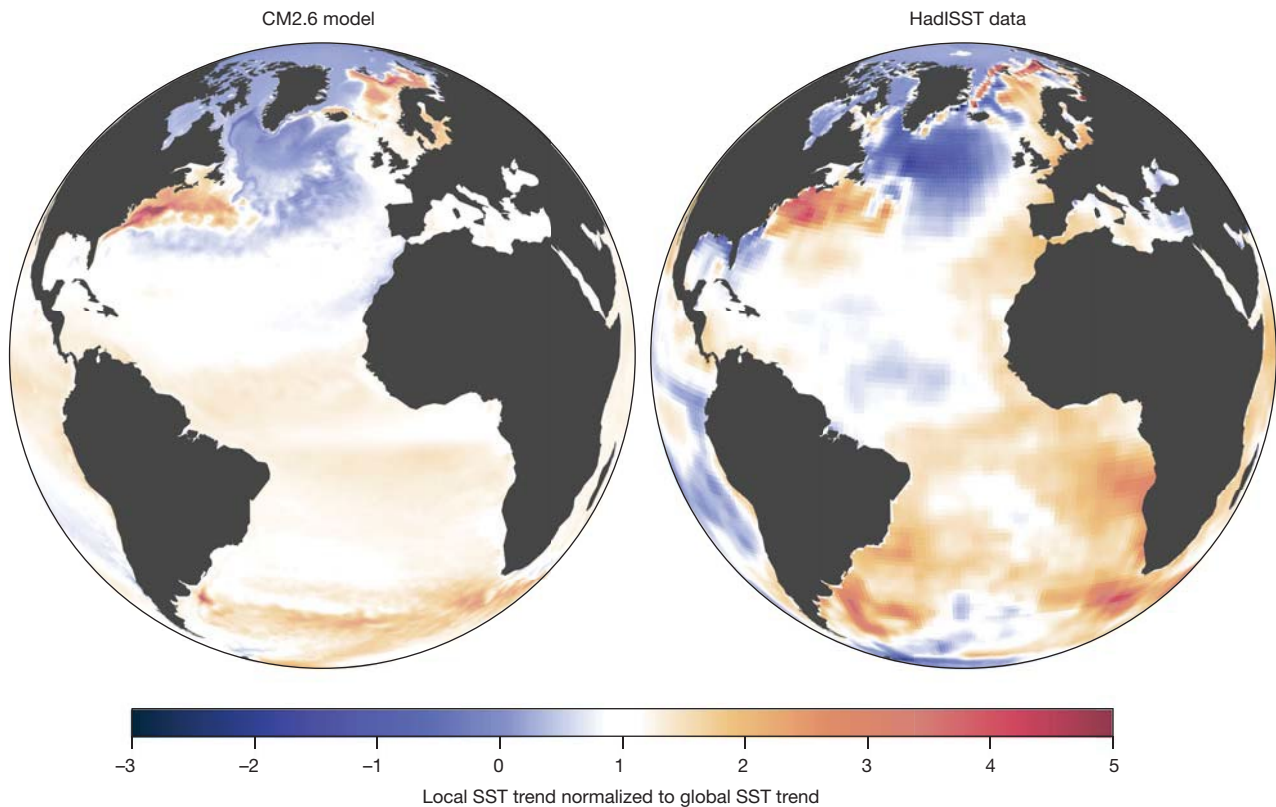 CM2.6 model
HadISST data
–3 –2 –1 0 1 2 3 4 5
Local SST trend normalized to global SST trend